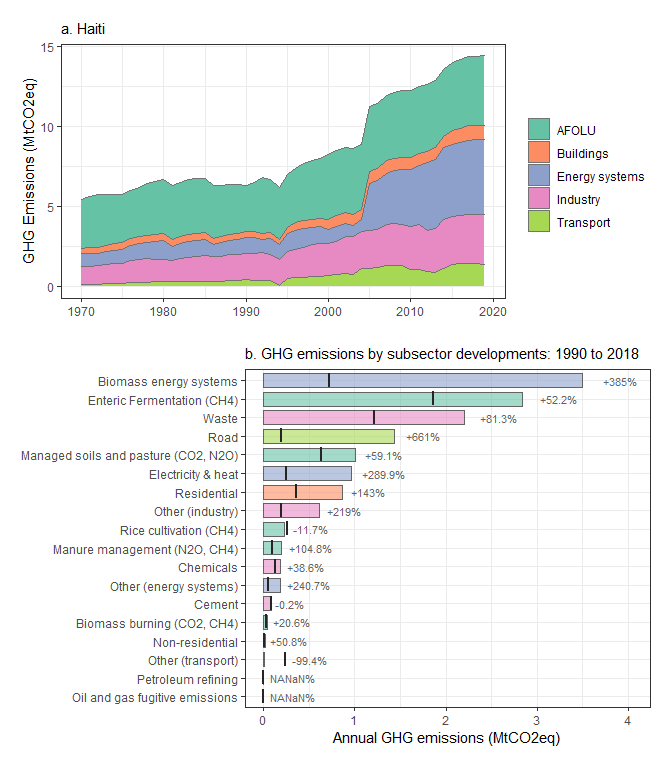 a. Haiti
GHG Emissions (MtCO2eq)
15
10
5
0
1970 1980 1990 2000 2010 2020
AFOLU
Buildings
Energy systems
Industry
Transport
b. GHG emissions by subsector developments: 1990 to 2018
Biomass energy systems +385%
Enteric Fermentation (CH4) +52.2%
Waste +81.3%
Road +661%
Managed soils and pasture (CO2, N2O) +59.1%
Electricity & heat +289.9%
Residential +143%
Other (industry) +219%
Rice cultivation (CH4) -11.7%
Manure management (N2O, CH4) +104.8%
Chemicals +38.6%
Other (energy systems) +240.7%
Cement -0.2%
Biomass burning (CO2, CH4) +20.6%
Non-residential +50.8%
Other (transport) -99.4%
Petroleum refining NANaN%
Oil and gas fugitive emissions NANaN%
0 1 2 3 4
Annual GHG emissions (MtCO2eq)